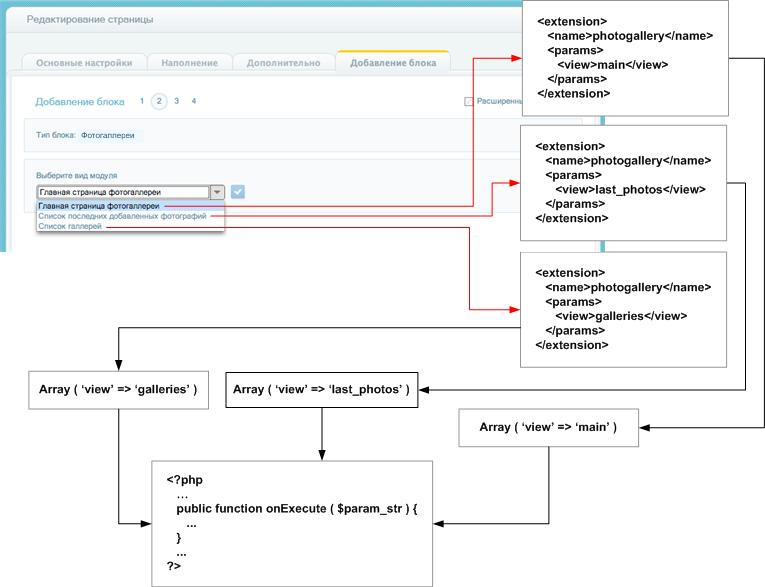 Редактирование страницы
Основные настройки
Наполнение
Дополнительно
Добавление блока
Добавление блока 1 2 3 4
Расширенны
Тип блока: Фотогаллереи
Выберите вид модуля
Главная страница фотогаллереи
Главная страница фотогаллереи
Список последних добавленных фотографий
Список галлерей
<extension>
<name>photogallery</name>
<params>
<view>main</view>
</params>
</extension>
<extension>
<name>photogallery</name>
<params>
<view>last_photos</view>
</params>
</extension>
<extension>
<name>photogallery</name>
<params>
<view>galleries</view>
</params>
</extension>
Array ( ‘view’ => ‘galleries’ )
Array ( ‘view’ => ‘last_photos’ )
Array ( ‘view’ => ‘main’ )
<?php
...
public function onExecute ( $param_str ) {
...
}
...
?>